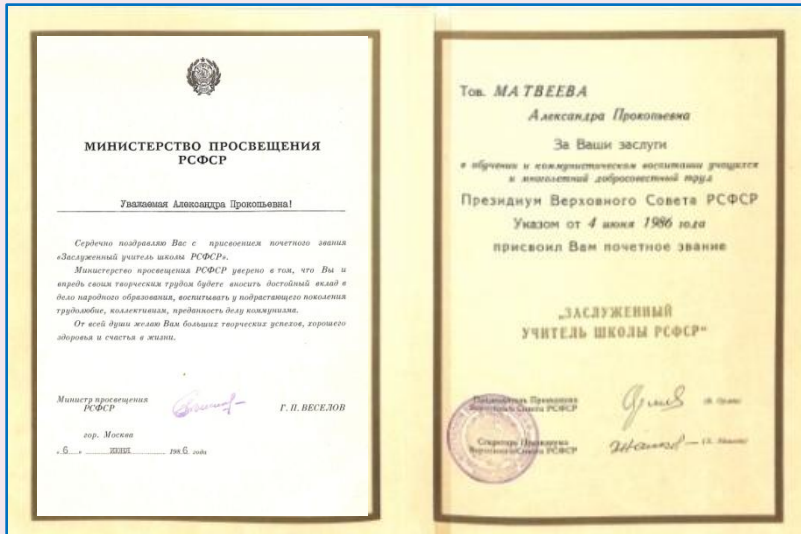 МИНИСТЕРСТВО ПРОСВЕЩЕНИЯ
РСФСР
Уважаемая Александра Прокопьевна!
Сердечно поздравляю Вас с присвоением почетного звания
«Заслуженный учитель школы РСФСР».
Министерство просвещения РСФСР уверено в том, что Вы и
впредь своим творческим трудом будете вносить достойный вклад в
дело народного образования, воспитывать у подрастающего поколения
трудолюбие, коллективизм, преданность делу коммунизма.
От всей души желаю Вам больших творческих успехов, хорошего
здоровья и счастья в жизни.
Министр просвещения
РСФСР
Г. П. ВЕСЕЛОВ
гор. Москва
«6» июня 1986 года
Тов. МАТВЕЕВА
Александра Прокопьевна
За Ваши заслуги
в обучении и коммунистическом воспитании учащихся
и многолетний добросовестный труд
Президиум Верховного Совета РСФСР
Указом от 4 июня 1986 года
присвоил Вам почетное звание
„ЗАСЛУЖЕННЫЙ
УЧИТЕЛЬ ШКОЛЫ РСФСР“
Председатель Президиума
Верховного Совета РСФСР
Секретарь Президиума
Верховного Совета РСФСР